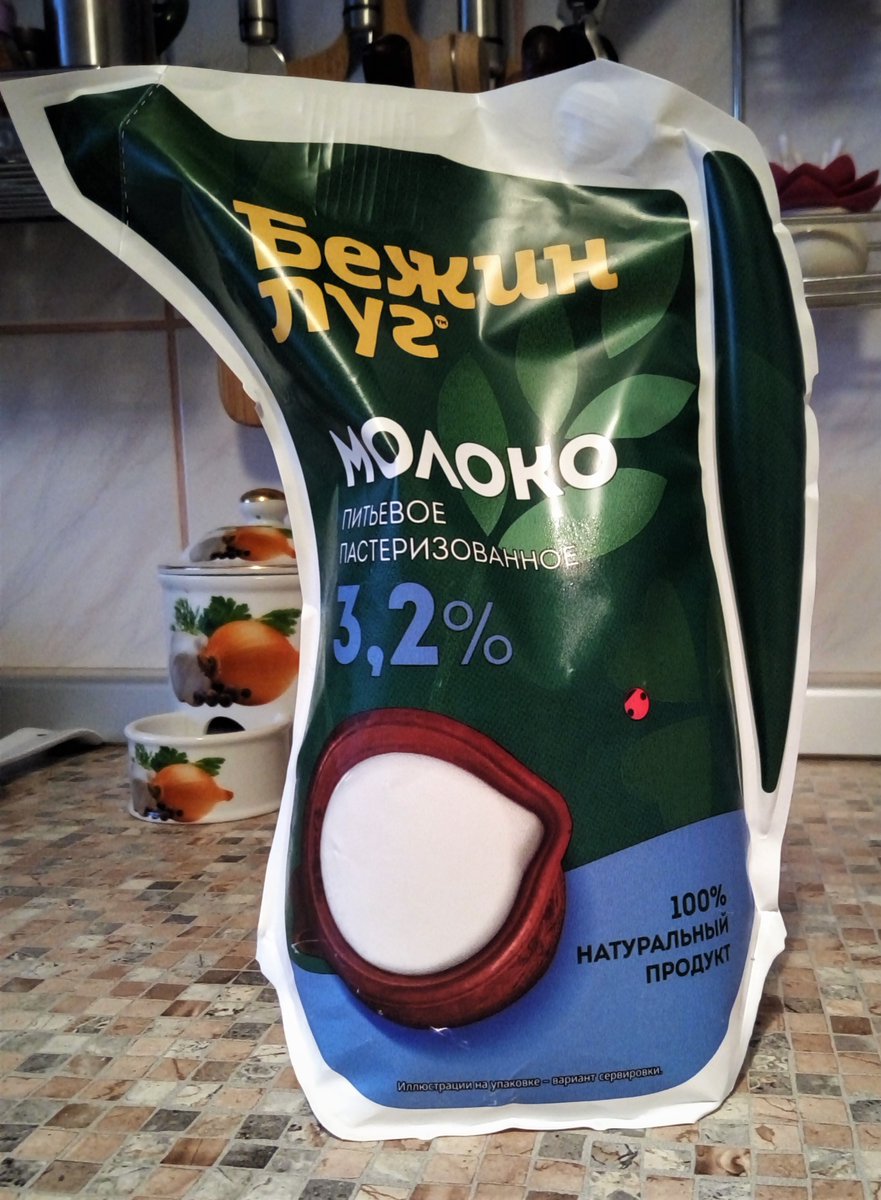 Бежин
луг™
молоко
ПИТЬЕВОЕ
ПАСТЕРИЗОВАННОЕ
3,2%
100%
НАТУРАЛЬНЫЙ
ПРОДУКТ
Иллюстрации на упаковке – вариант сервировки.